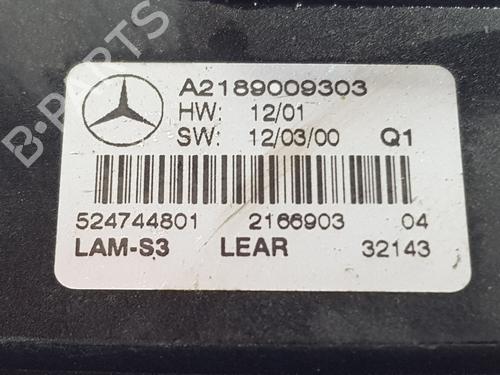 B-PARTS
A2189009303
HW: 12/01
SW: 12/03/00 Q1
524744801 2166903 04
LAM-S3 LEAR 32143